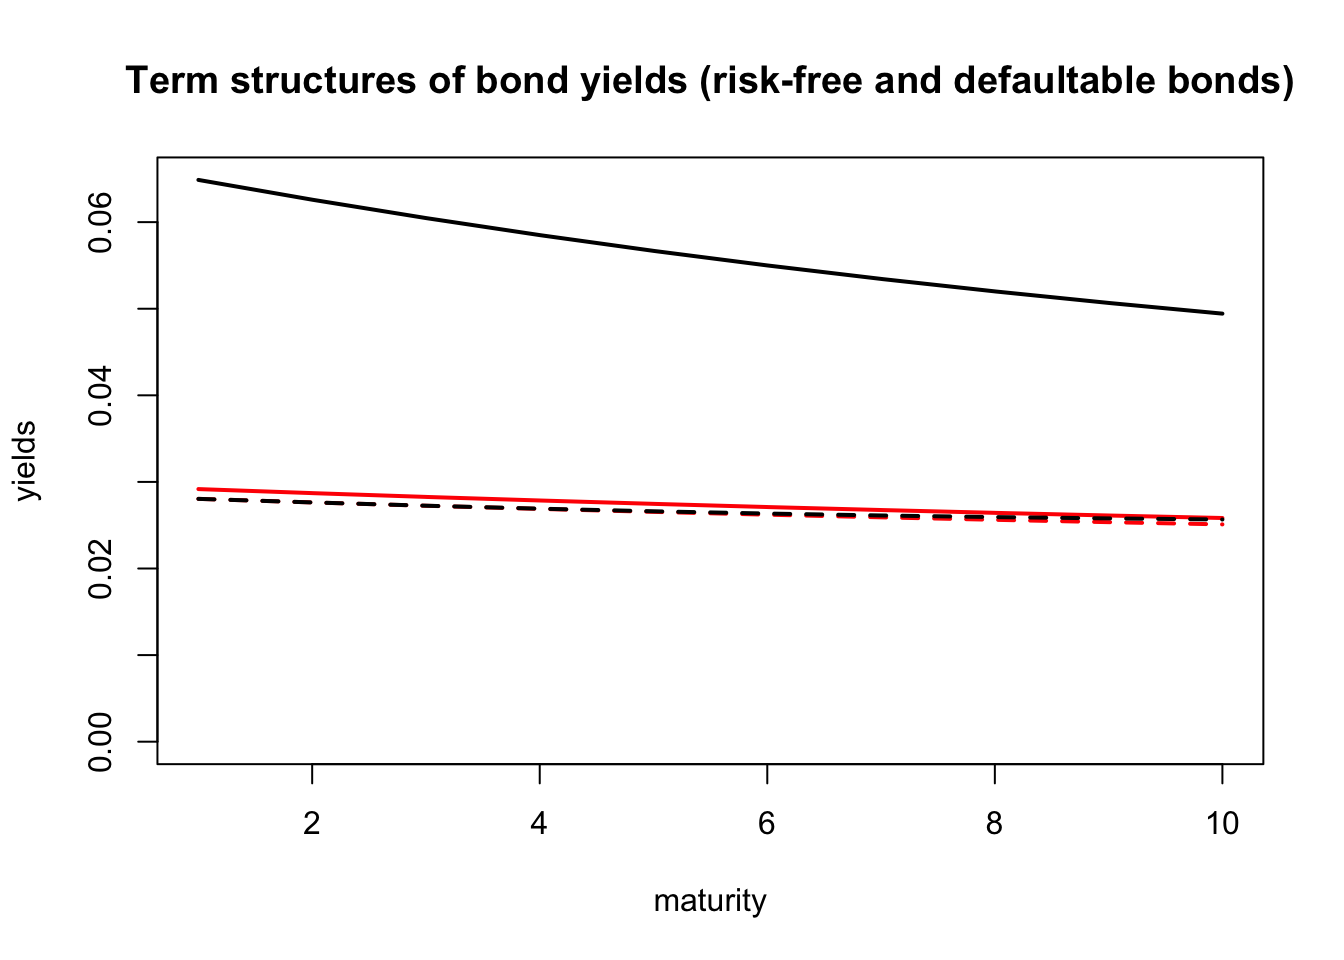 Term structures of bond yields (risk-free and defaultable bonds)
yields
0.06
0.04
0.02
0.00
2 4 6 8 10
maturity